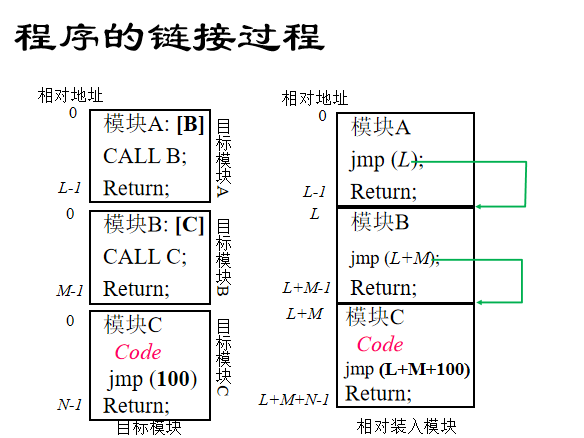 程序的链接过程
相对地址
0
模块A: [B]
CALL B;
L-1
Return;
目标模块A
0
模块B: [C]
CALL C;
M-1
Return;
目标模块B
0
模块C
Code
jmp (100)
N-1
Return;
目标模块C
目标模块
相对地址
0
模块A
jmp (L);
L-1
Return;
L
模块B
jmp (L+M);
L+M-1
Return;
L+M
模块C
Code
jmp (L+M+100)
L+M+N-1
Return;
相对装入模块